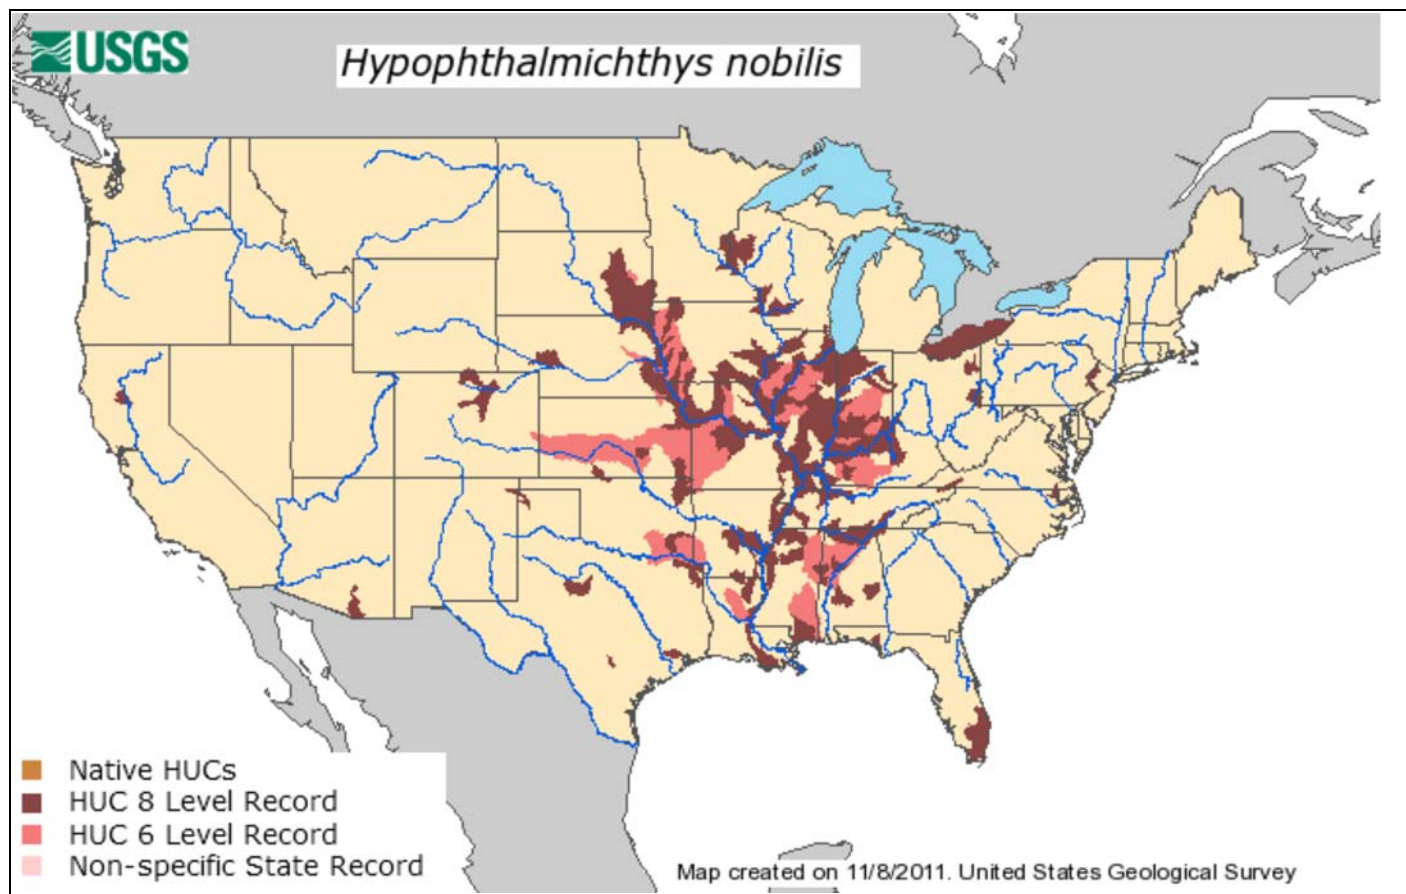 USGS
Hypophthalmichthys nobilis
Native HUCs
HUC 8 Level Record
HUC 6 Level Record
Non-specific State Record
Map created on 11/8/2011. United States Geological Survey